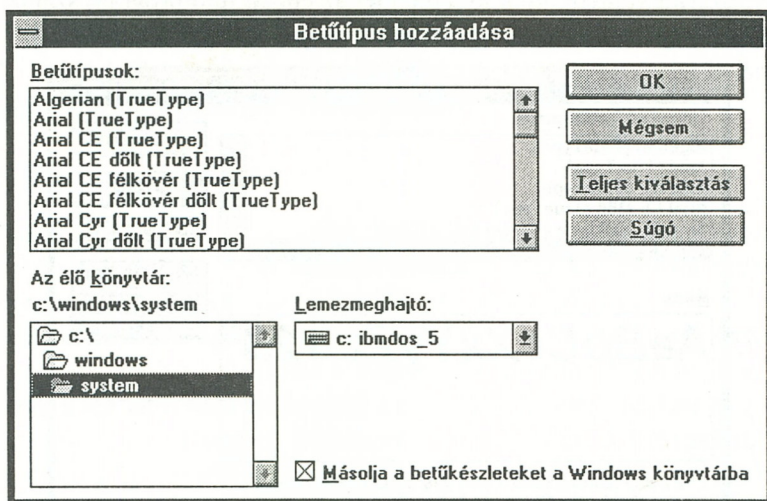 Betűtípus hozzáadása
Betűtípusok:
Algerian (TrueType)
Arial (TrueType)
Arial CE (TrueType)
Arial CE dőlt (TrueType)
Arial CE félkövér (TrueType)
Arial CE félkövér dőlt (TrueType)
Arial Cyr (TrueType)
Arial Cyr dőlt (TrueType)
OK
Mégsem
Teljes kiválasztás
Súgó
Az élő könyvtár:
c:\windows\system
c:\
windows
system
Lemezmeghajtó:
c: ibmdos_5
Másolja a betűkészleteket a Windows könyvtárba